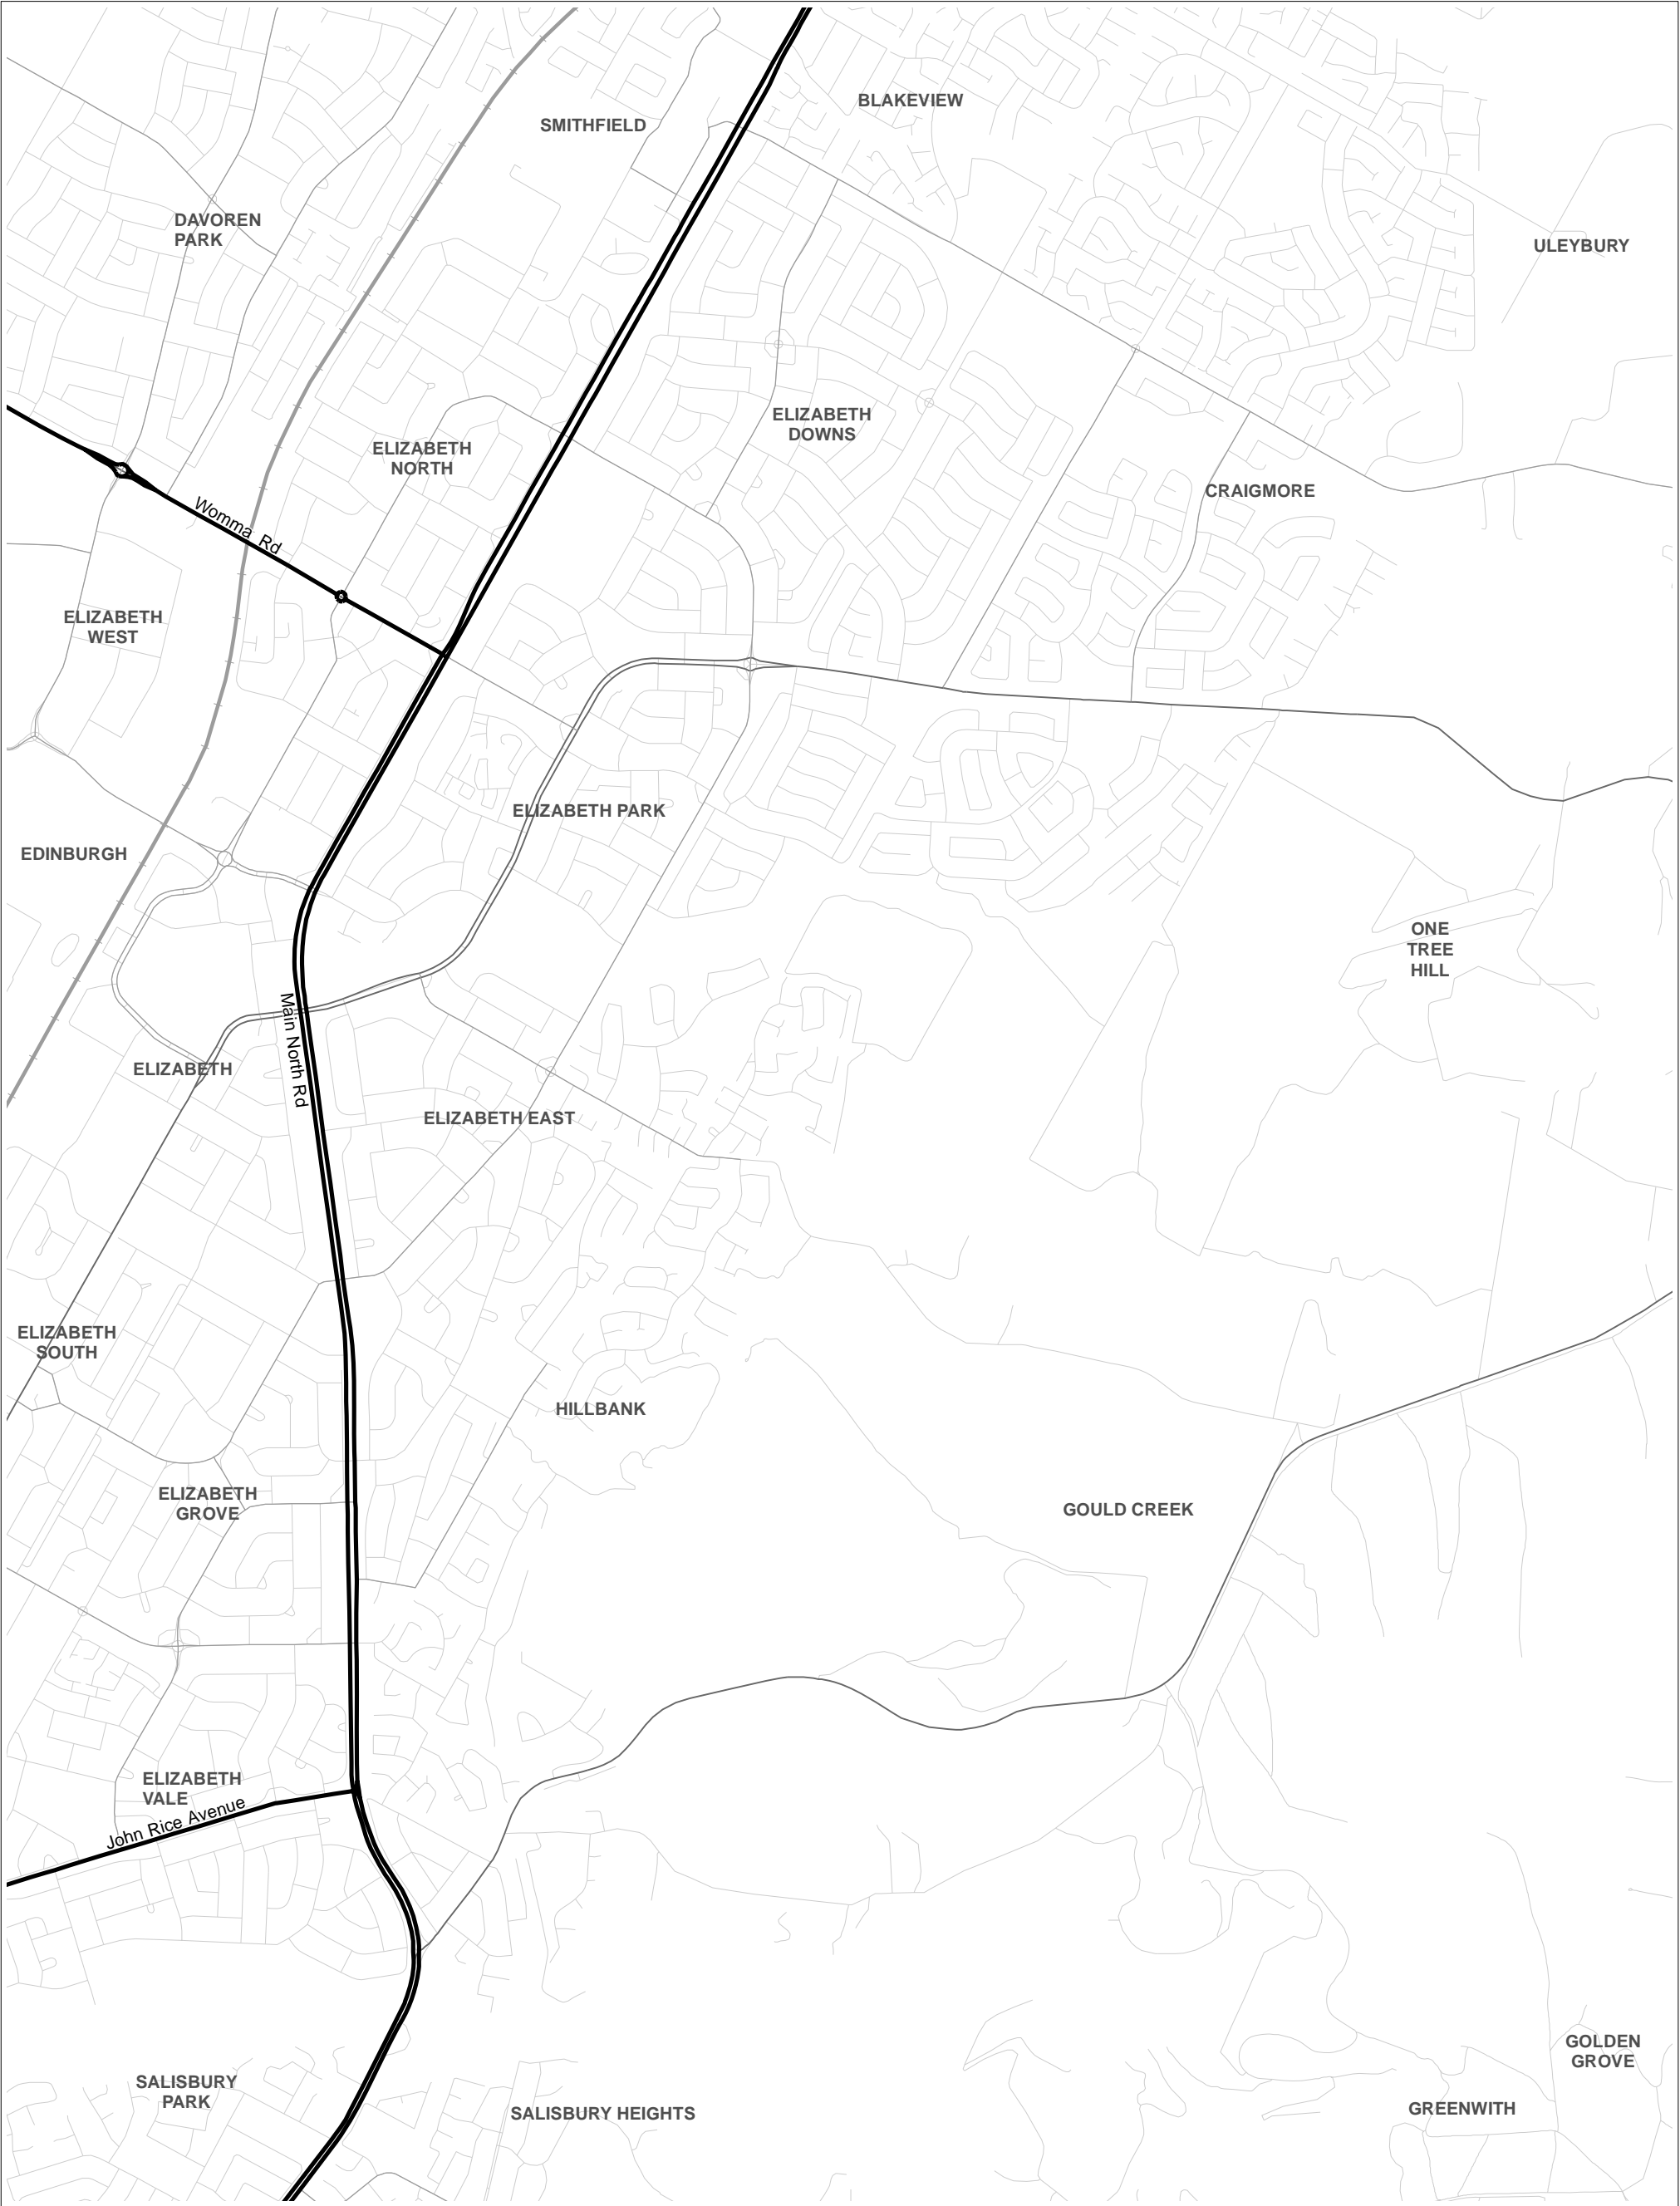 BLAKEVIEW
SMITHFIELD
DAVOREN
PARK
ULEYBURY
ELIZABETH
DOWNS
ELIZABETH
NORTH
CRAIGMORE
Womma Rd
ELIZABETH
WEST
ELIZABETH PARK
EDINBURGH
ONE
TREE
HILL
Main North Rd
ELIZABETH
ELIZABETH EAST
ELIZABETH
SOUTH
HILLBANK
ELIZABETH
GROVE
GOULD CREEK
ELIZABETH
VALE
John Rice Avenue
GOLDEN
GROVE
SALISBURY
PARK
GREENWITH
SALISBURY HEIGHTS